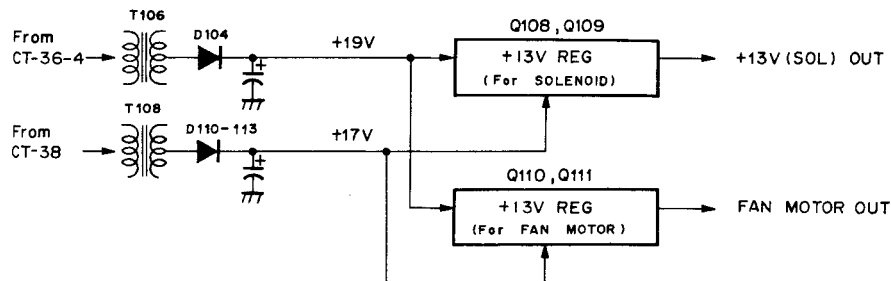 T106
From
CT-36-4
D104
+
+19V
Q108, Q109
+13V REG
(For SOLENOID)
+13V(SOL) OUT
T108
From
CT-38
D110-113
+
+17V
Q110, Q111
+13V REG
(For FAN MOTOR)
FAN MOTOR OUT